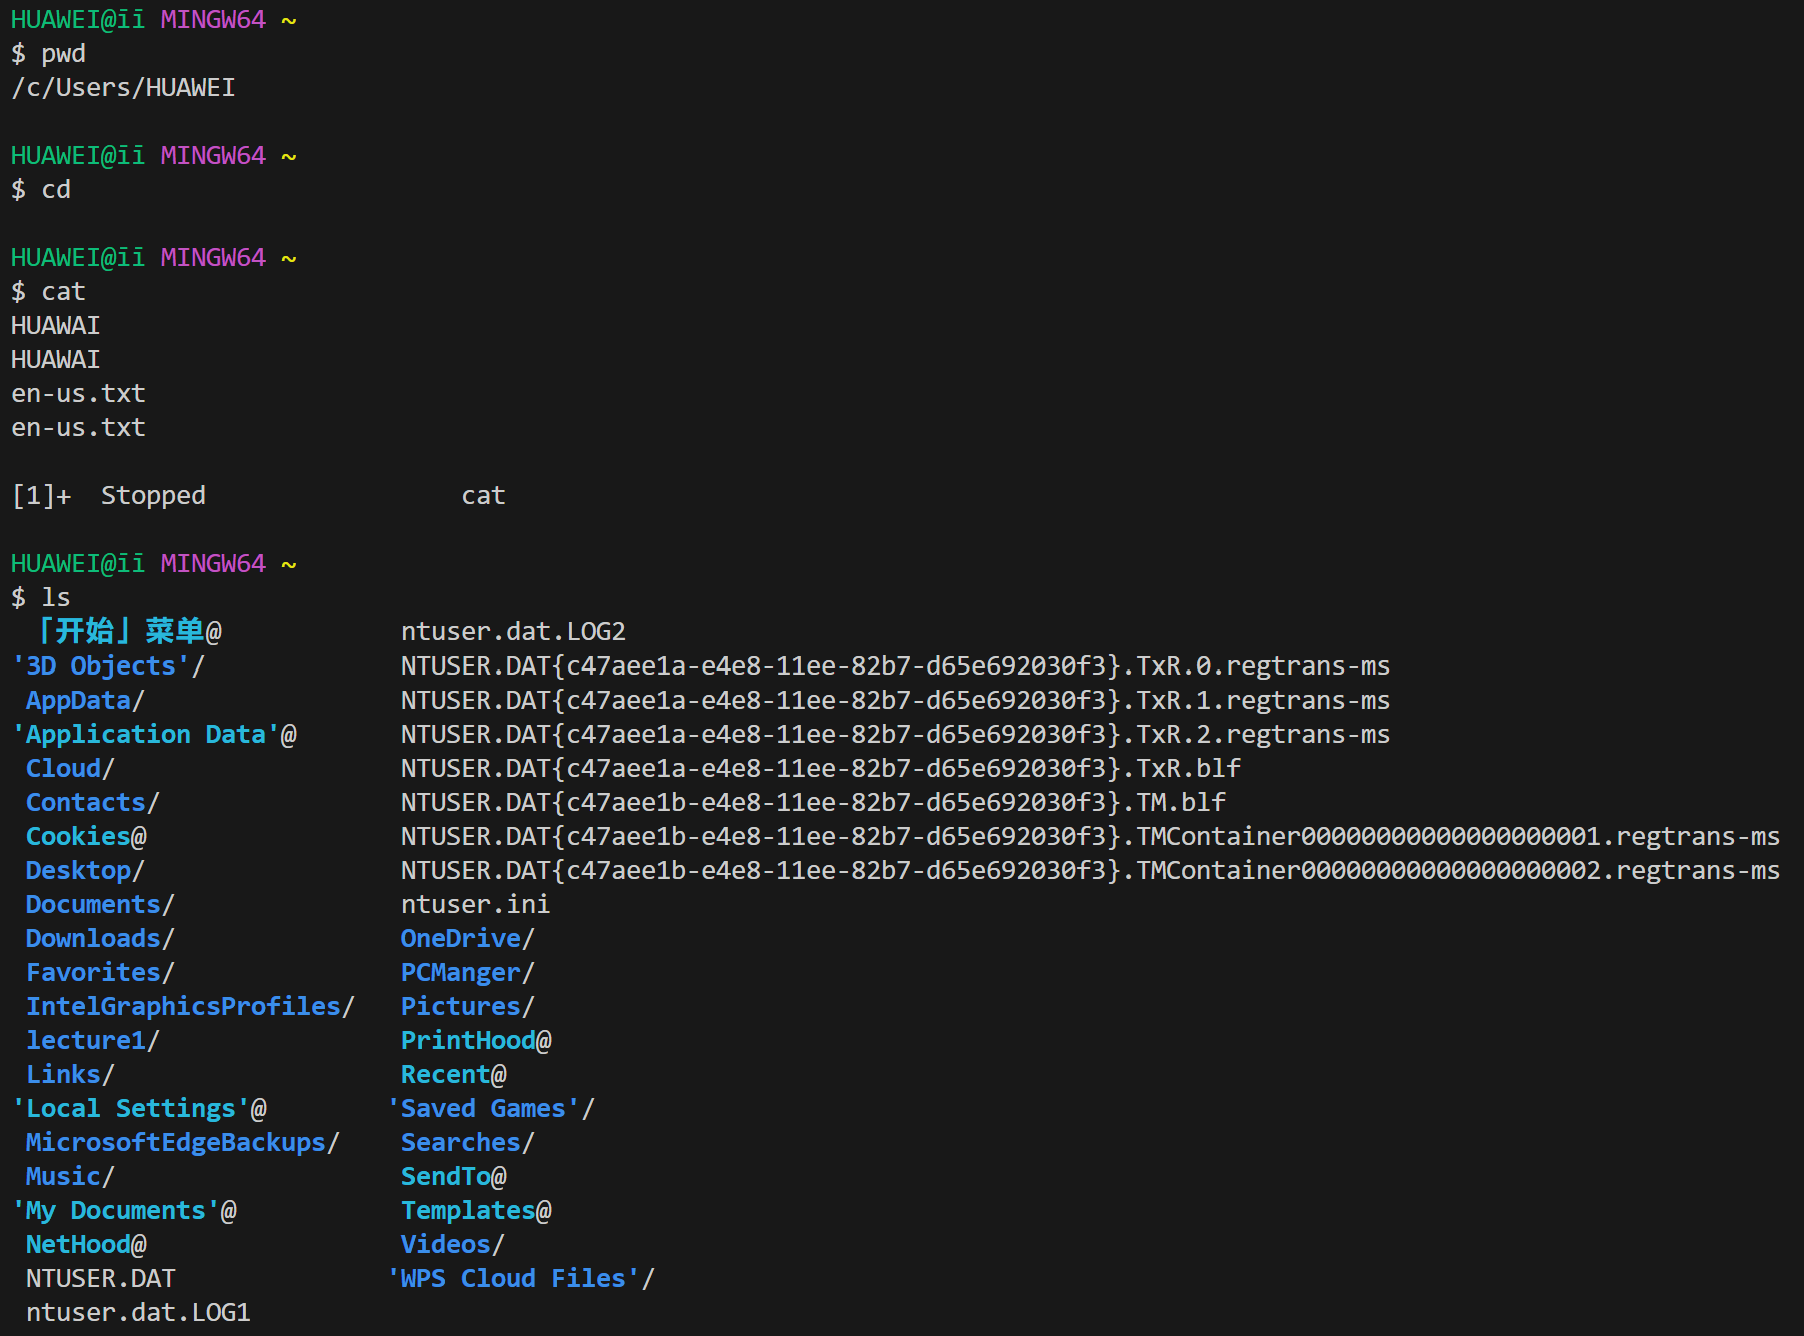 HUAWEI@īī MINGW64 ~
$ pwd
/c/Users/HUAWEI
HUAWEI@īī MINGW64 ~
$ cd
HUAWEI@īī MINGW64 ~
$ cat
HUAWAI
HUAWAI
en-us.txt
en-us.txt
[1]+  Stopped                 cat
HUAWEI@īī MINGW64 ~
$ ls
「开始」菜单@            ntuser.dat.LOG2
'3D Objects'/             NTUSER.DAT{c47aee1a-e4e8-11ee-82b7-d65e692030f3}.TxR.0.regtrans-ms
 AppData/                 NTUSER.DAT{c47aee1a-e4e8-11ee-82b7-d65e692030f3}.TxR.1.regtrans-ms
'Application Data'@       NTUSER.DAT{c47aee1a-e4e8-11ee-82b7-d65e692030f3}.TxR.2.regtrans-ms
 Cloud/                   NTUSER.DAT{c47aee1a-e4e8-11ee-82b7-d65e692030f3}.TxR.blf
 Contacts/                NTUSER.DAT{c47aee1b-e4e8-11ee-82b7-d65e692030f3}.TM.blf
 Cookies@                 NTUSER.DAT{c47aee1b-e4e8-11ee-82b7-d65e692030f3}.TMContainer00000000000000000001.regtrans-ms
 Desktop/                 NTUSER.DAT{c47aee1b-e4e8-11ee-82b7-d65e692030f3}.TMContainer00000000000000000002.regtrans-ms
 Documents/               ntuser.ini
 Downloads/               OneDrive/
 Favorites/               PCManger/
 IntelGraphicsProfiles/   Pictures/
 lecture1/                PrintHood@
 Links/                   Recent@
'Local Settings'@        'Saved Games'/
 MicrosoftEdgeBackups/    Searches/
 Music/                   SendTo@
'My Documents'@           Templates@
 NetHood@                 Videos/
 NTUSER.DAT              'WPS Cloud Files'/
 ntuser.dat.LOG1